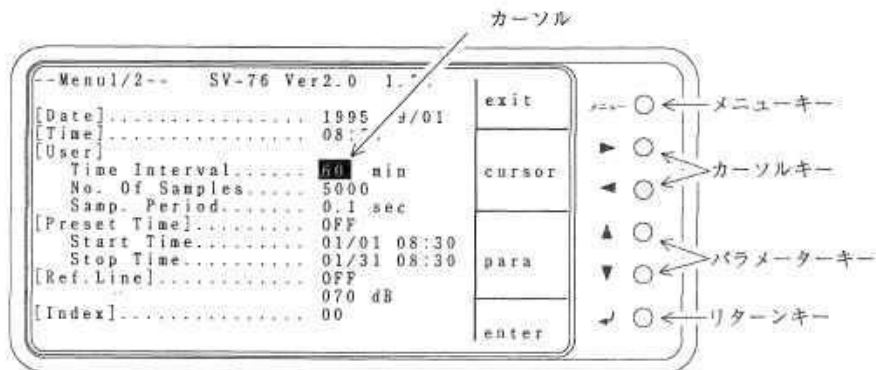 カーソル
--Menu1/2-- SV-76 Ver2.0
[Date]................ 1995 /01
[Time]................ 08:
[User]
Time Interval...... 60 min
No. Of Samples..... 5000
Samp. Period....... 0.1 sec
[Preset Time]......... OFF
Start Time......... 01/01 08:30
Stop Time.......... 01/31 08:30
[Ref.Line]............ OFF
070 dB
[Index]............... 00
exit
cursor
para
enter
メニュー
メニューキー
カーソルキー
パラメーターキー
リターンキー